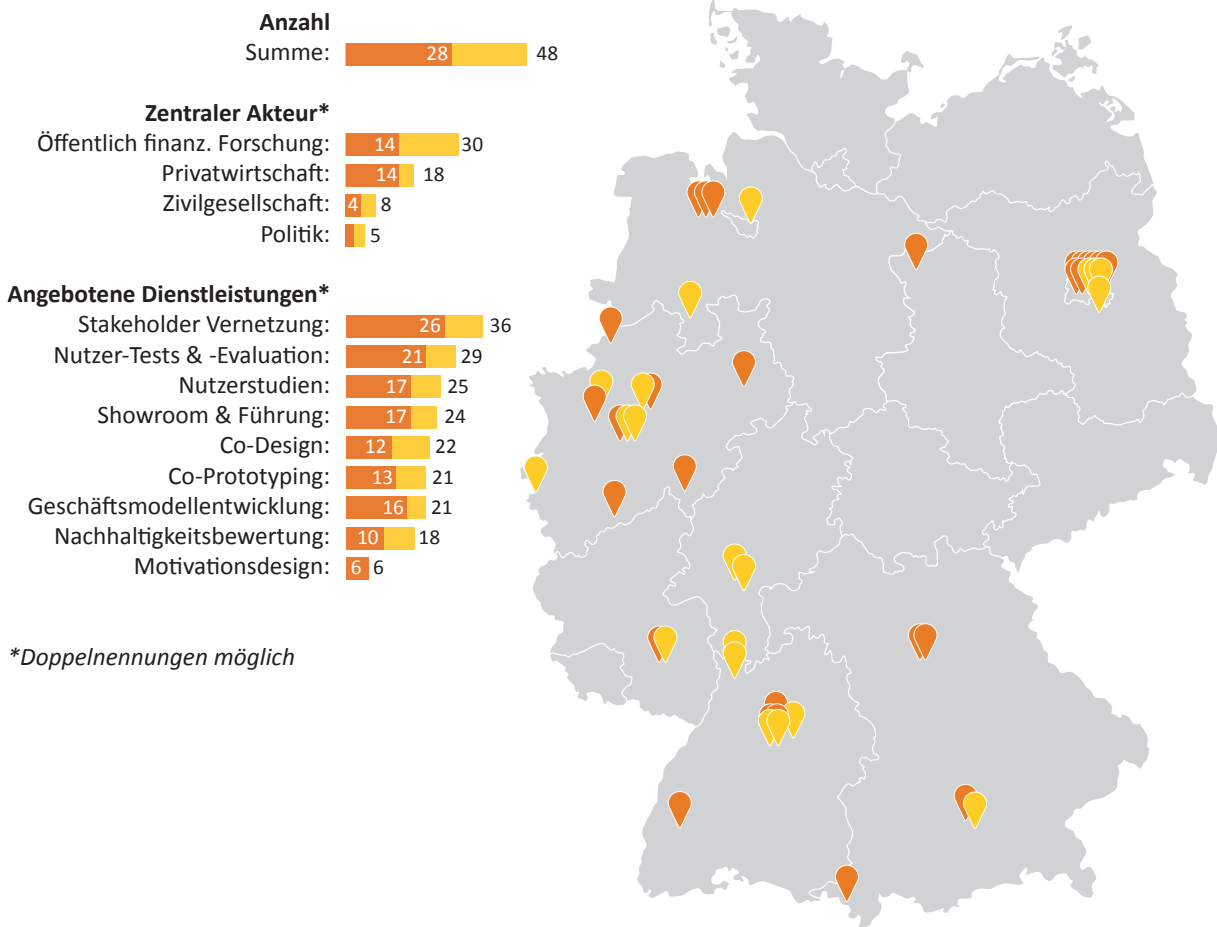 Anzahl
Summe: 28 48
Zentraler Akteur*
Öffentlich finanz. Forschung: 14 30
Privatwirtschaft: 14 18
Zivilgesellschaft: 4 8
Politik: 5
Angebotene Dienstleistungen*
Stakeholder Vernetzung: 26 36
Nutzer-Tests & -Evaluation: 21 29
Nutzerstudien: 17 25
Showroom & Führung: 17 24
Co-Design: 12 22
Co-Prototyping: 13 21
Geschäftsmodellentwicklung: 16 21
Nachhaltigkeitsbewertung: 10 18
Motivationsdesign: 6 6
*Doppelnennungen möglich